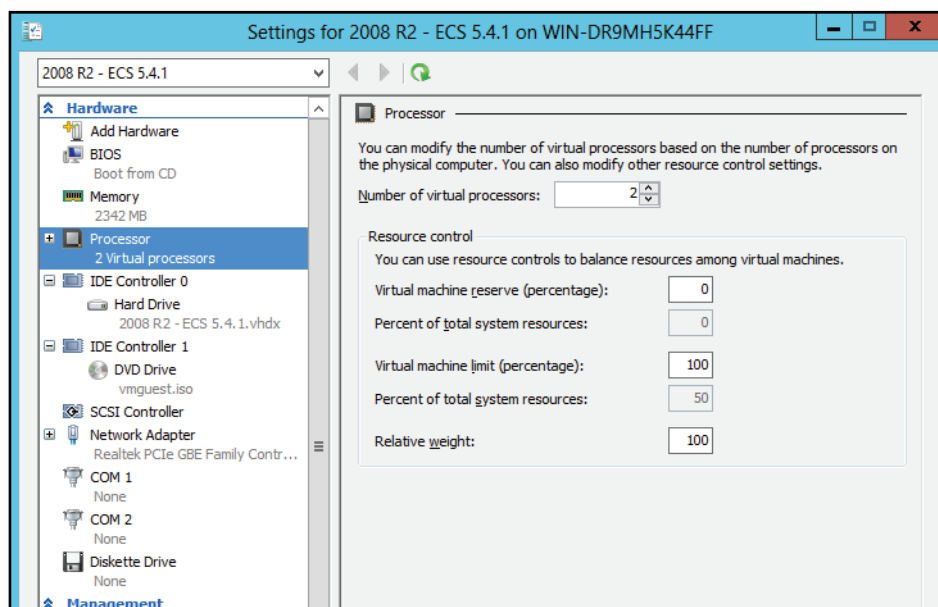 Settings for 2008 R2 - ECS 5.4.1 on WIN-DR9MH5K44FF
2008 R2 - ECS 5.4.1
Hardware
Add Hardware
BIOS
Boot from CD
Memory
2342 MB
Processor
2 Virtual processors
IDE Controller 0
Hard Drive
2008 R2 - ECS 5.4.1.vhdx
IDE Controller 1
DVD Drive
vmguest.iso
SCSI Controller
Network Adapter
Realtek PCIe GBE Family Contr...
COM 1
None
COM 2
None
Diskette Drive
None
Management
Processor
You can modify the number of virtual processors based on the number of processors on
the physical computer. You can also modify other resource control settings.
Number of virtual processors: 2
Resource control
You can use resource controls to balance resources among virtual machines.
Virtual machine reserve (percentage): 0
Percent of total system resources: 0
Virtual machine limit (percentage): 100
Percent of total system resources: 50
Relative weight: 100